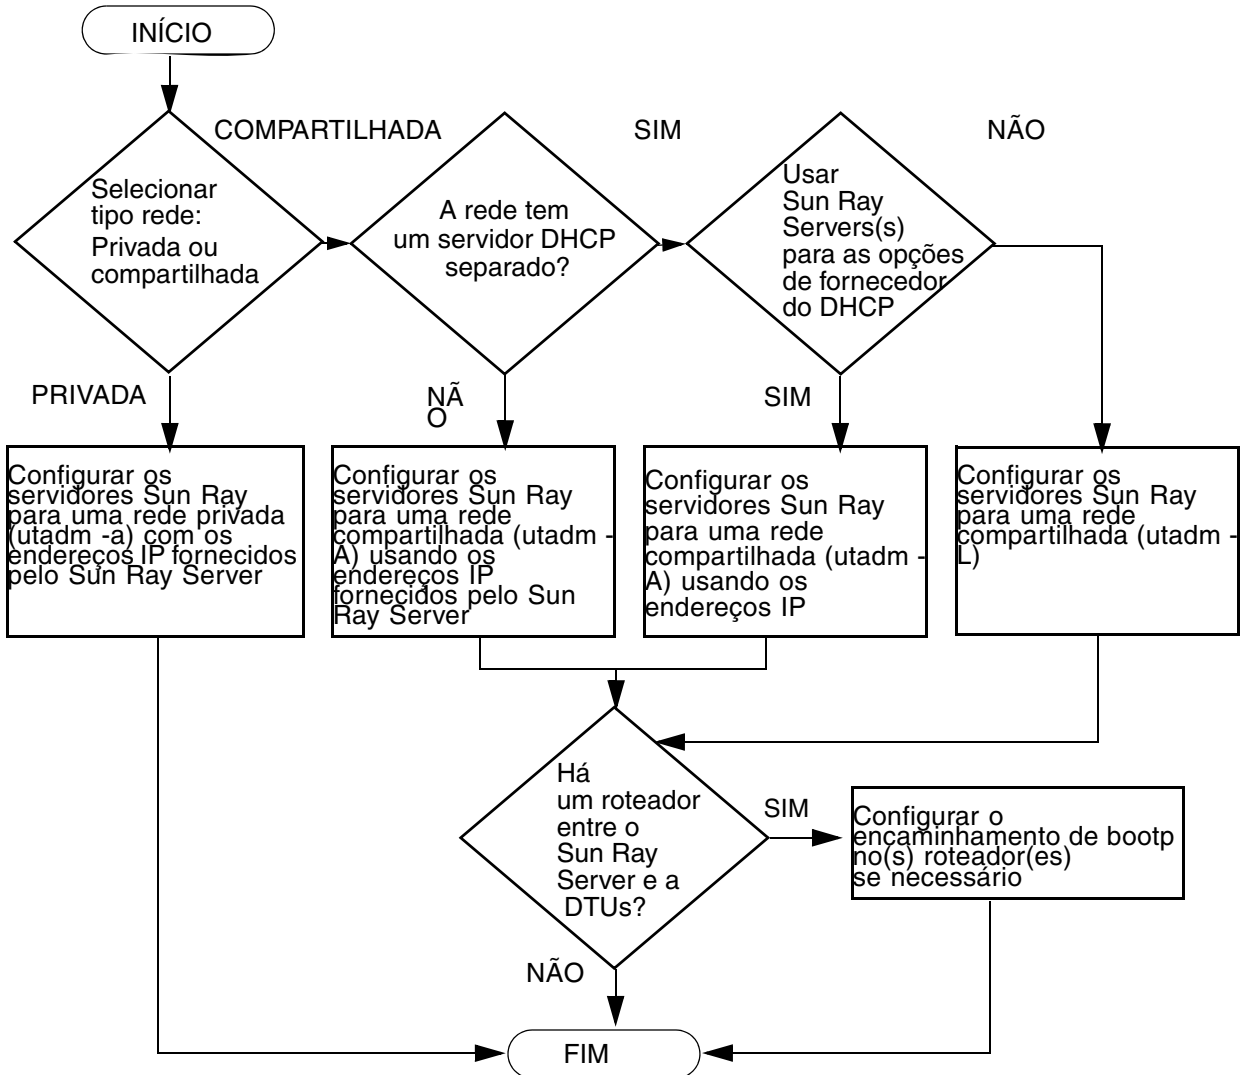 INÍCIO
COMPARTILHADA
SIM
NÃO
Selecionar
tipo rede:
Privada ou
compartilhada
A rede tem
um servidor DHCP
separado?
Usar
Sun Ray
Servers(s)
para as opções
de fornecedor
do DHCP
PRIVADA
NÃ
O
SIM
Configurar os
servidores Sun Ray
para uma rede privada
(utadm -a) com os
endereços IP fornecidos
pelo Sun Ray Server
Configurar os
servidores Sun Ray
para uma rede
compartilhada (utadm -
A) usando os
endereços IP
fornecidos pelo Sun
Ray Server
Configurar os
servidores Sun Ray
para uma rede
compartilhada (utadm -
A) usando os
endereços IP
Configurar os
servidores Sun Ray
para uma rede
compartilhada (utadm -
L)
Há
um roteador
entre o
Sun Ray
Server e a
DTUs?
SIM
Configurar o
encaminhamento de bootp
no(s) roteador(es)
se necessário
NÃO
FIM